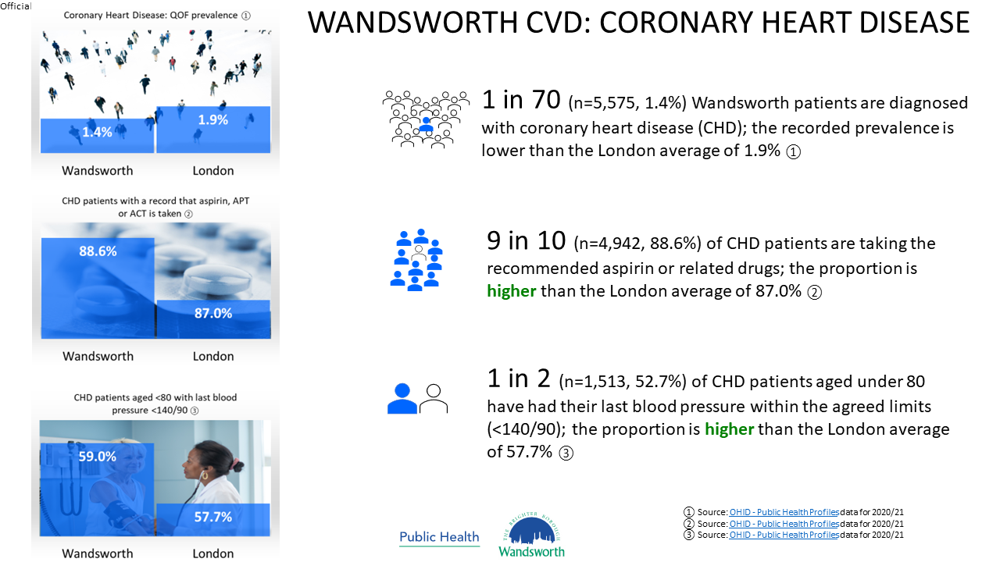 Official
WANDSWORTH CVD: CORONARY HEART DISEASE
Coronary Heart Disease: QOF prevalence ①
1.4%
1.9%
Wandsworth
London
1 in 70 (n=5,575, 1.4%) Wandsworth patients are diagnosed
with coronary heart disease (CHD); the recorded prevalence is
lower than the London average of 1.9% ①
CHD patients with a record that aspirin, APT
or ACT is taken ②
88.6%
87.0%
Wandsworth
London
9 in 10 (n=4,942, 88.6%) of CHD patients are taking the
recommended aspirin or related drugs; the proportion is
higher than the London average of 87.0% ②
CHD patients aged <80 with last blood
pressure <140/90 ③
59.0%
57.7%
Wandsworth
London
1 in 2 (n=1,513, 52.7%) of CHD patients aged under 80
have had their last blood pressure within the agreed limits
(<140/90); the proportion is higher than the London average
of 57.7% ③
Public Health
THE BRIGHTER BOROUGH
Wandsworth
① Source: OHID - Public Health Profiles data for 2020/21
② Source: OHID - Public Health Profiles data for 2020/21
③ Source: OHID - Public Health Profiles data for 2020/21